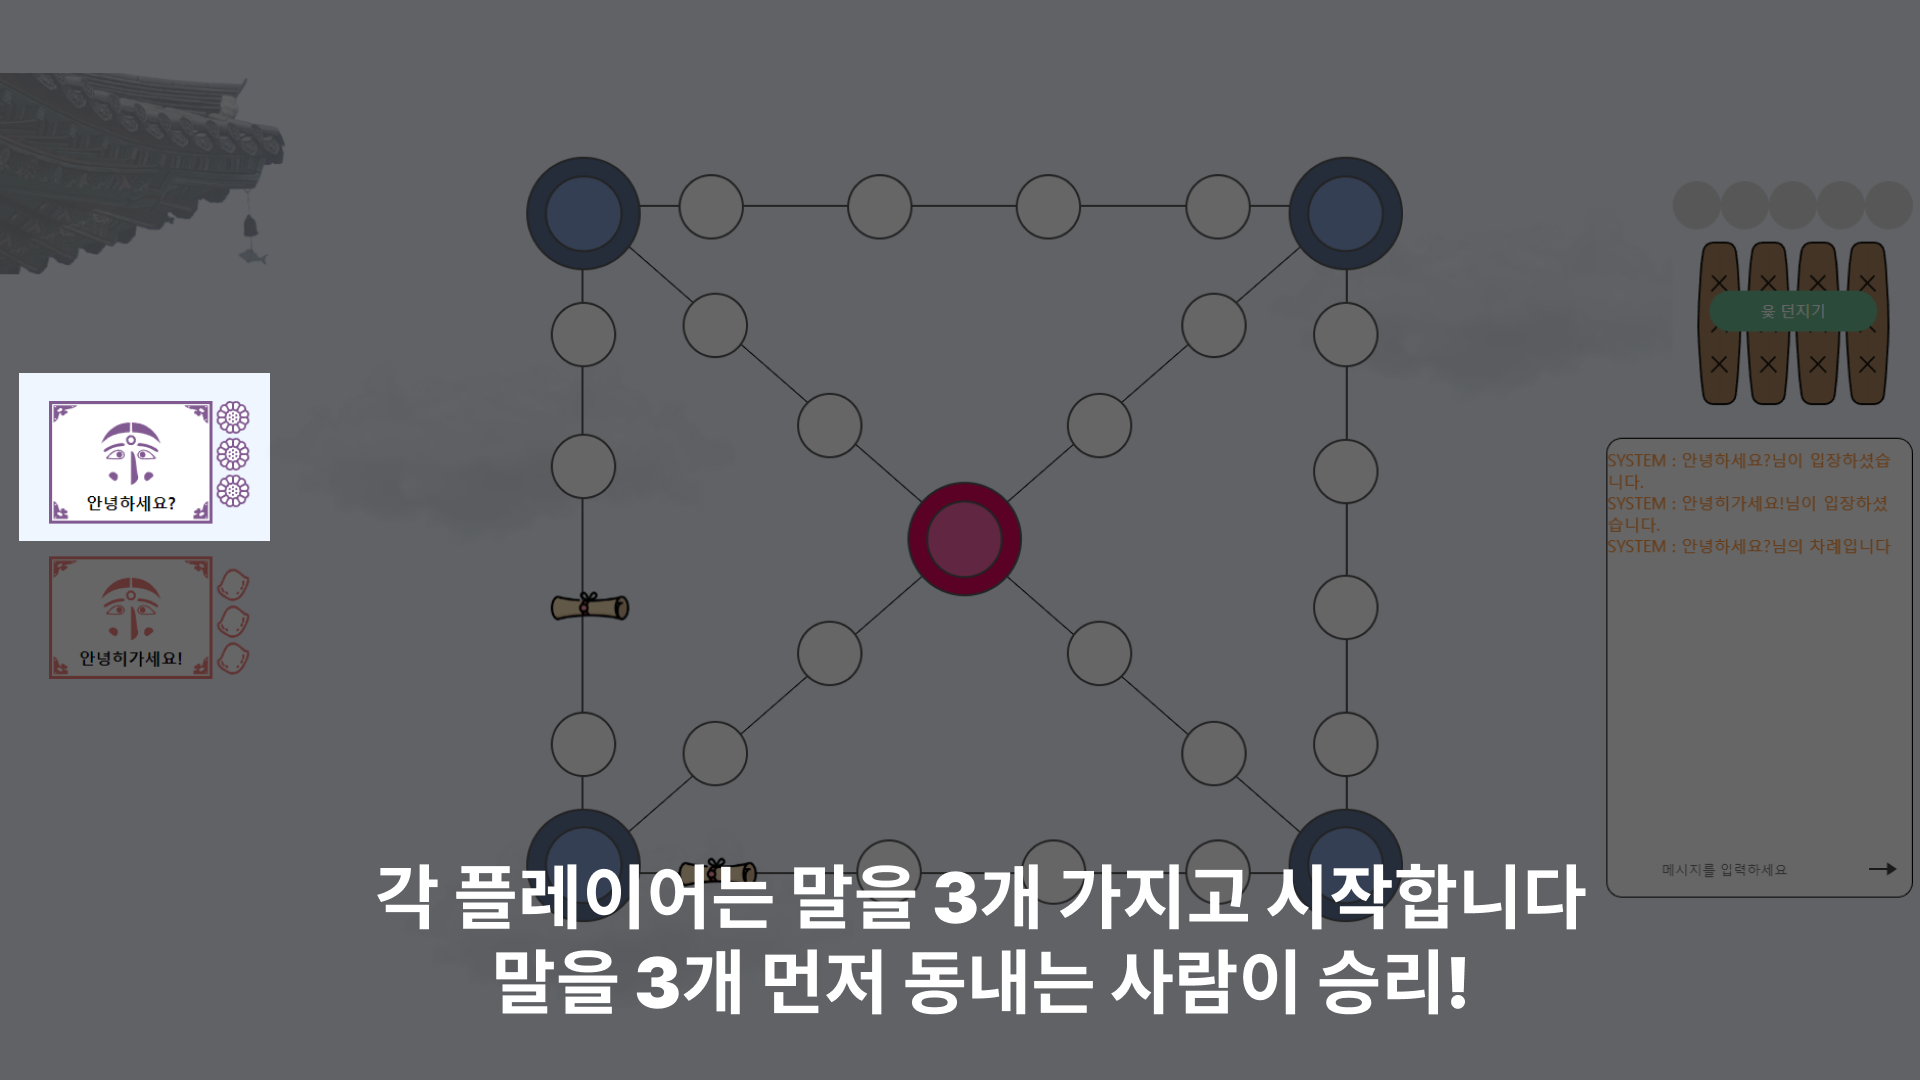 안녕하세요?
안녕히가세요!
윷 던지기
SYSTEM : 안녕하세요?님이 입장하셨습
니다.
SYSTEM : 안녕히가세요!님이 입장하셨
습니다.
SYSTEM : 안녕하세요?님의 차례입니다
메시지를 입력하세요
각 플레이어는 말을 3개 가지고 시작합니다
말을 3개 먼저 동내는 사람이 승리!